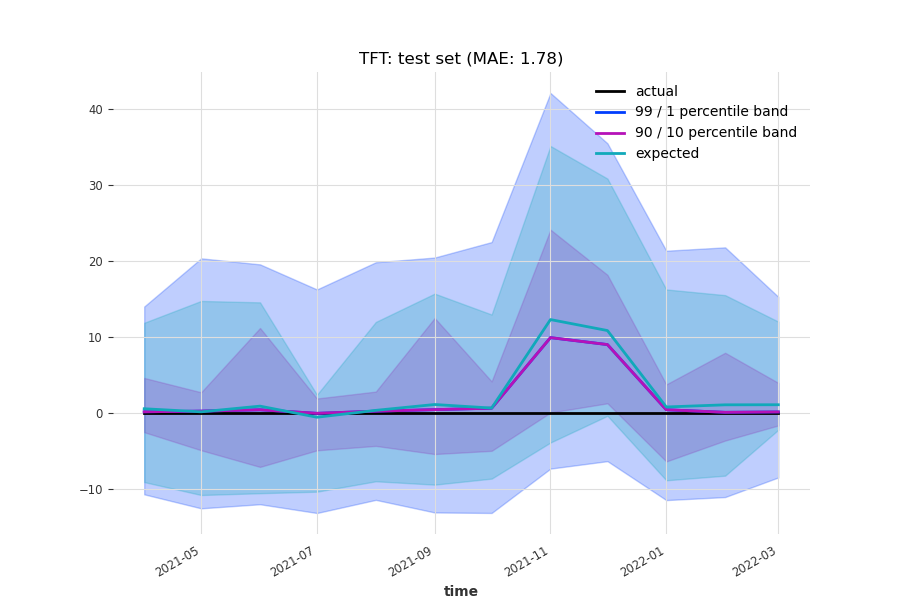 TFT: test set (MAE: 1.78)
actual
99 / 1 percentile band
90 / 10 percentile band
expected
40
30
20
10
0
−10
2021-05
2021-07
2021-09
2021-11
2022-01
2022-03
time